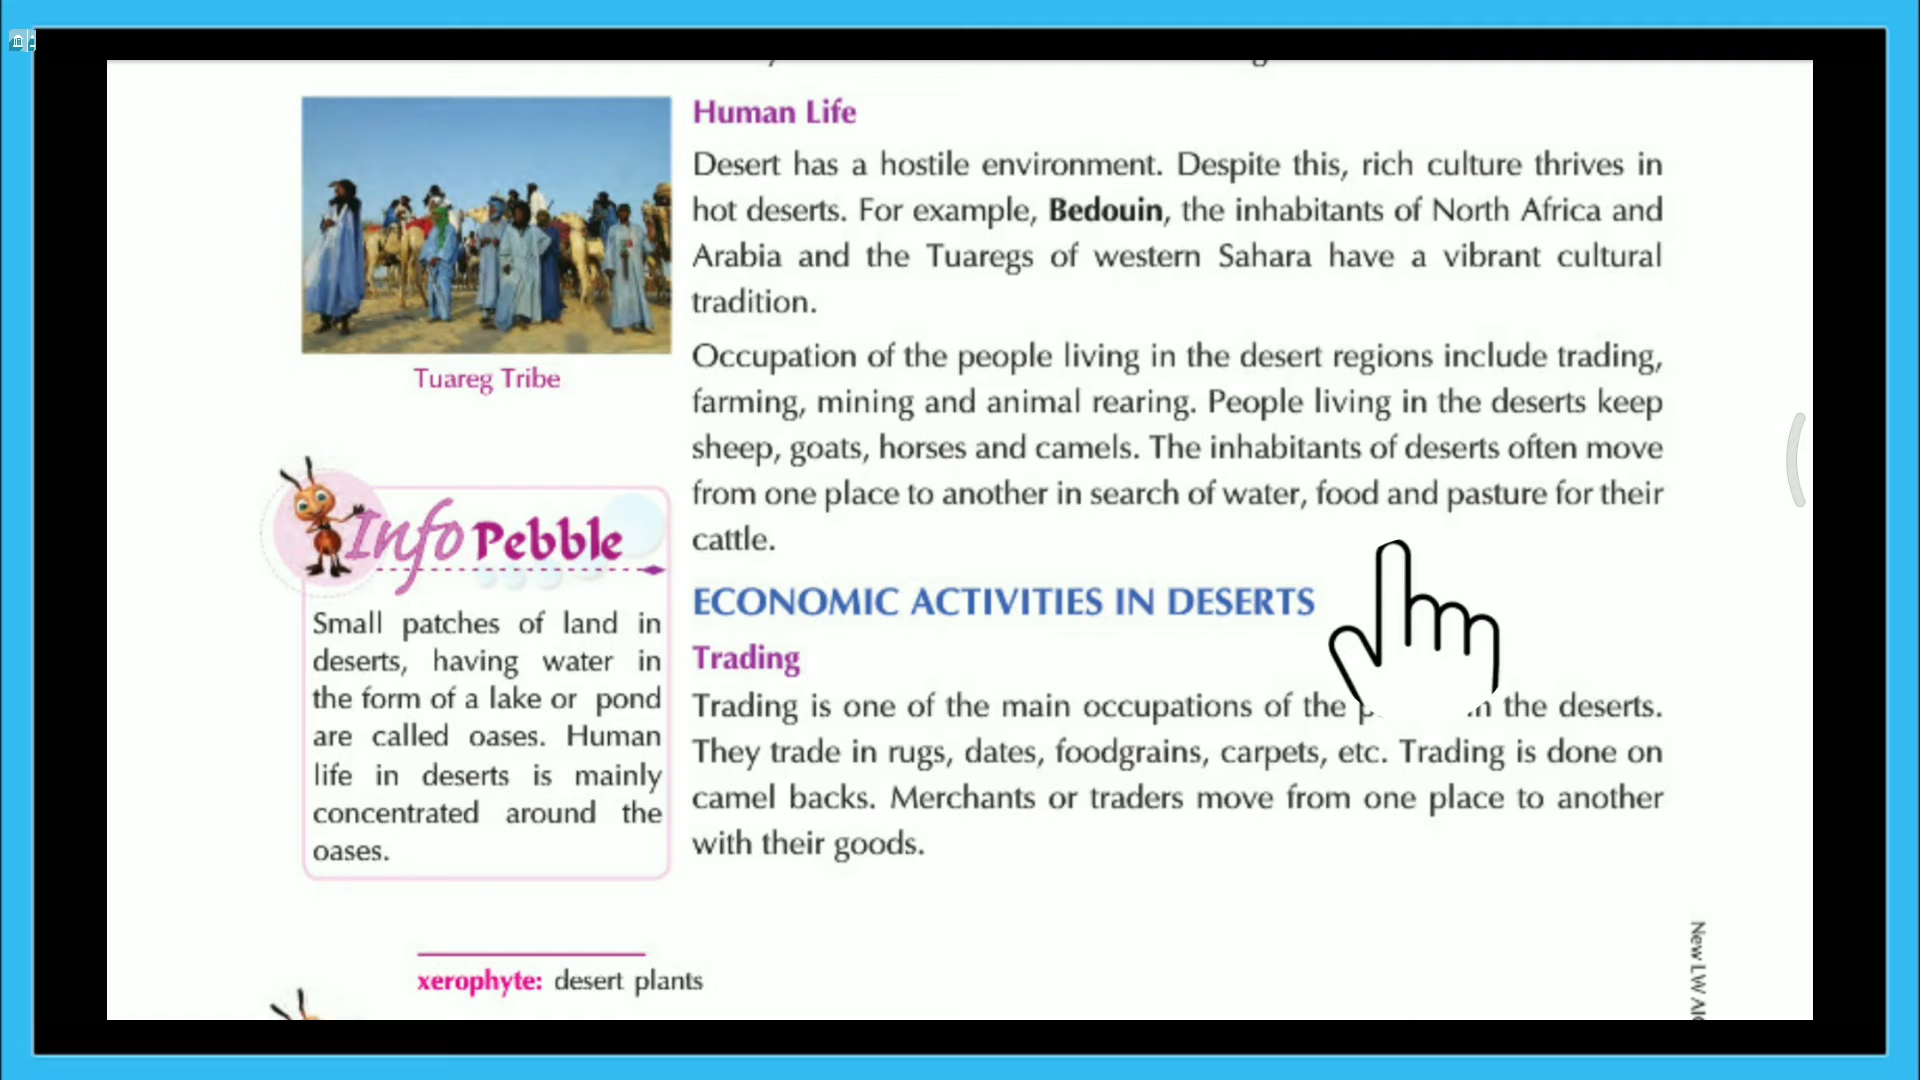 Human Life
Desert has a hostile environment. Despite this, rich culture thrives in
hot deserts. For example, Bedouin, the inhabitants of North Africa and
Arabia and the Tuaregs of western Sahara have a vibrant cultural
tradition.
Occupation of the people living in the desert regions include trading,
farming, mining and animal rearing. People living in the deserts keep
sheep, goats, horses and camels. The inhabitants of deserts often move
from one place to another in search of water, food and pasture for their
cattle.
Tuareg Tribe
Info Pebble
Small patches of land in
deserts, having water in
the form of a lake or pond
are called oases. Human
life in deserts is mainly
concentrated around the
oases.
ECONOMIC ACTIVITIES IN DESERTS
Trading
Trading is one of the main occupations of the the deserts.
They trade in rugs, dates, foodgrains, carpets, etc. Trading is done on
camel backs. Merchants or traders move from one place to another
with their goods.
xerophyte: desert plants
New LW